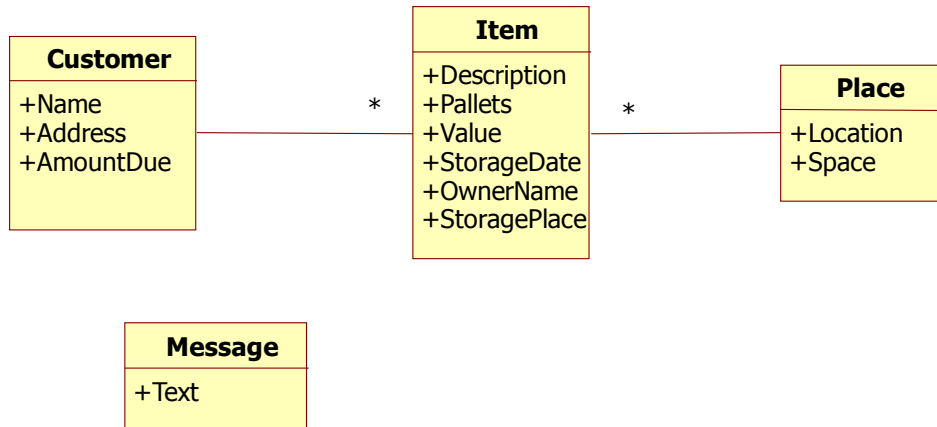 Customer
+Name
+Address
+AmountDue
*
Item
+Description
+Pallets
+Value
+StorageDate
+OwnerName
+StoragePlace
*
Place
+Location
+Space
Message
+Text